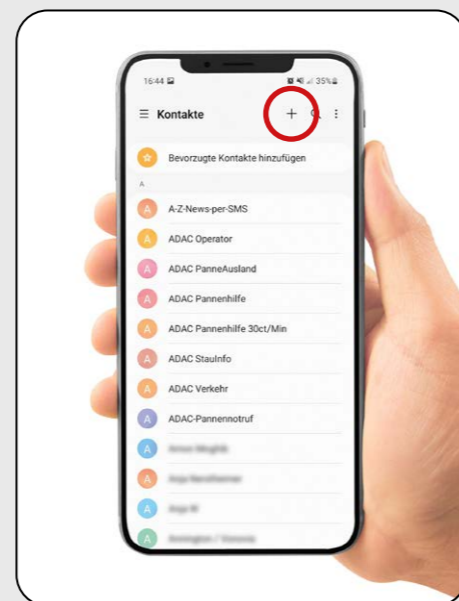 16:44 35%
Kontakte
Bevorzugte Kontakte hinzufügen
A
A A-Z-News-per-SMS
A ADAC Operator
A ADAC PanneAusland
A ADAC Pannenhilfe
A ADAC Pannenhilfe 30ct/Min
A ADAC StauInfo
A ADAC Verkehr
A ADAC-Pannennotruf
A
A
A
A